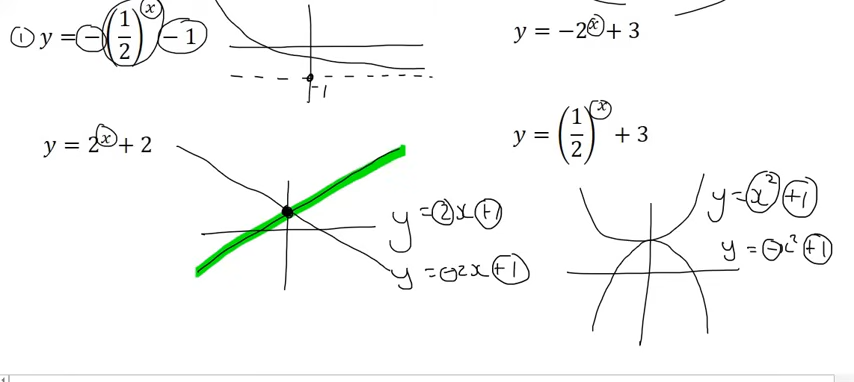 ① y = −(1/2)^x − 1
−1
y = −2^x + 3
y = 2^x + 2
y = (1/2)^x + 3
y = 2x + 1
y = −2x + 1
y = x² + 1
y = −x² + 1